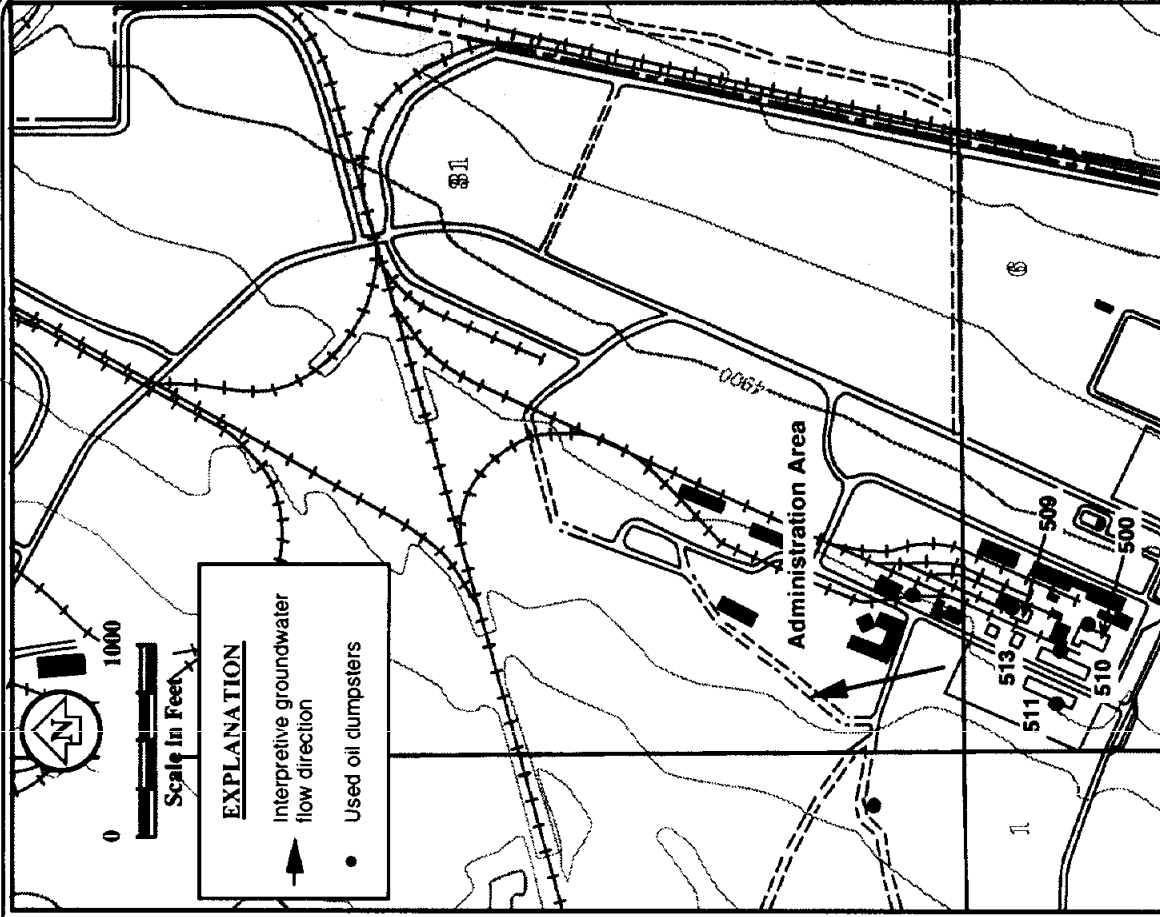 N
0
1000
Scale in Feet
EXPLANATION
Interpretive groundwater
flow direction
Used oil dumpsters
31
6
4900
Administration Area
509
500
513
510
511
1